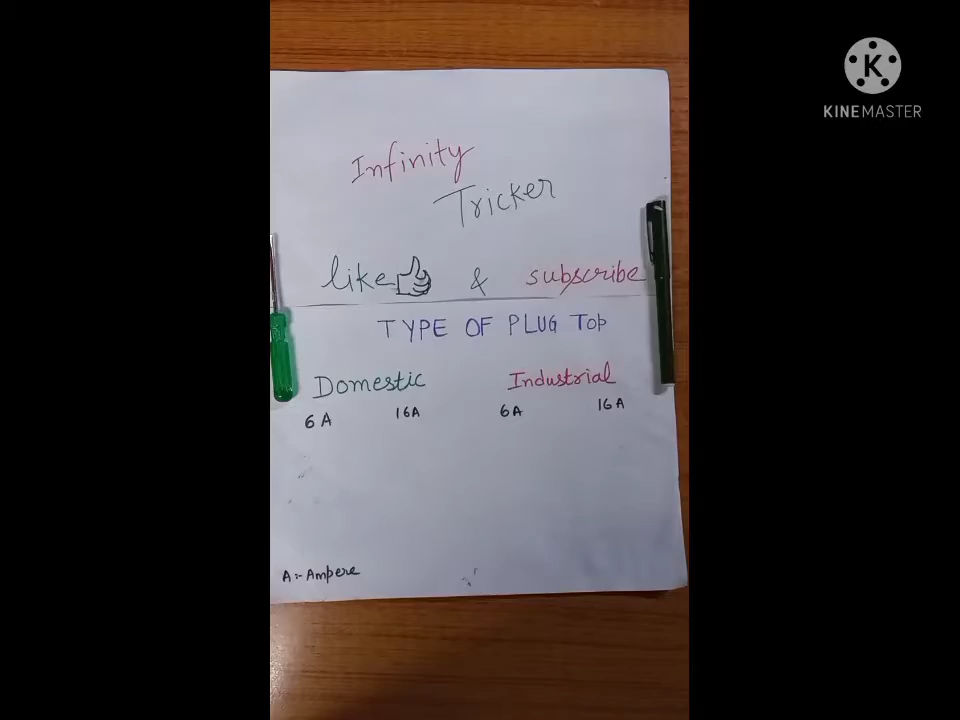 Infinity
Tricker
like & subscribe
TYPE OF PLUG TOP
Domestic Industrial
6A 16A 6A 16A
A:- Ampere
K
KINEMASTER